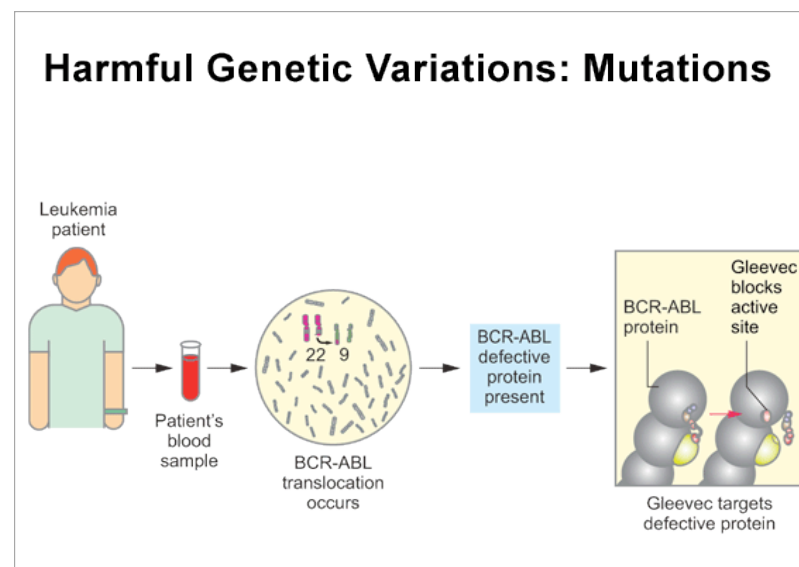 Harmful Genetic Variations: Mutations
Leukemia
patient
Patient's
blood
sample
22 9
BCR-ABL
translocation
occurs
BCR-ABL
defective
protein
present
BCR-ABL
protein
Gleevec
blocks
active
site
Gleevec targets
defective protein